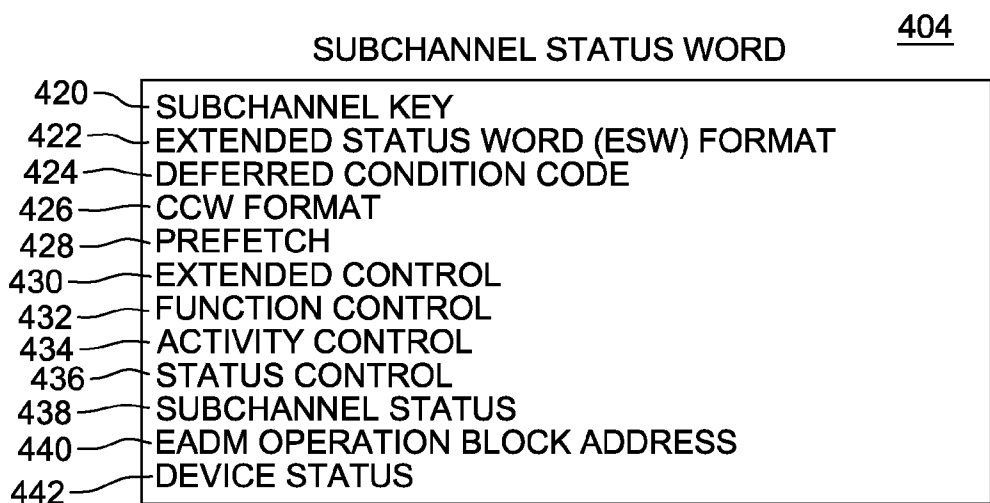 404
SUBCHANNEL STATUS WORD
420 SUBCHANNEL KEY
422 EXTENDED STATUS WORD (ESW) FORMAT
424 DEFERRED CONDITION CODE
426 CCW FORMAT
428 PREFETCH
430 EXTENDED CONTROL
432 FUNCTION CONTROL
434 ACTIVITY CONTROL
436 STATUS CONTROL
438 SUBCHANNEL STATUS
440 EADM OPERATION BLOCK ADDRESS
442 DEVICE STATUS